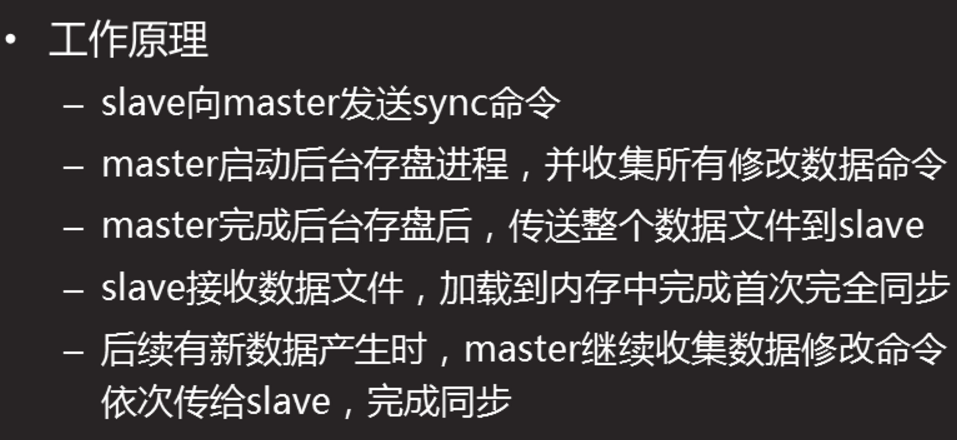 • 工作原理
– slave向master发送sync命令
– master启动后台存盘进程，并收集所有修改数据命令
– master完成后台存盘后，传送整个数据文件到slave
– slave接收数据文件，加载到内存中完成首次完全同步
– 后续有新数据产生时，master继续收集数据修改命令
依次传给slave，完成同步